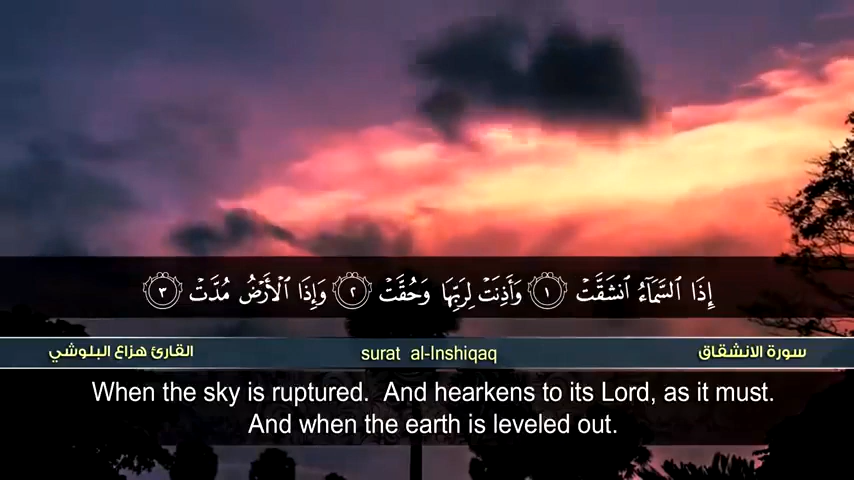 إِذَا ٱلسَّمَآءُ ٱنشَقَّتۡ ١ وَأَذِنَتۡ لِرَبِّهَا وَحُقَّتۡ ٢ وَإِذَا ٱلۡأَرۡضُ مُدَّتۡ ٣
سورة الانشقاق surat al-Inshiqaq القارئ هزاع البلوشي
When the sky is ruptured. And hearkens to its Lord, as it must.
And when the earth is leveled out.